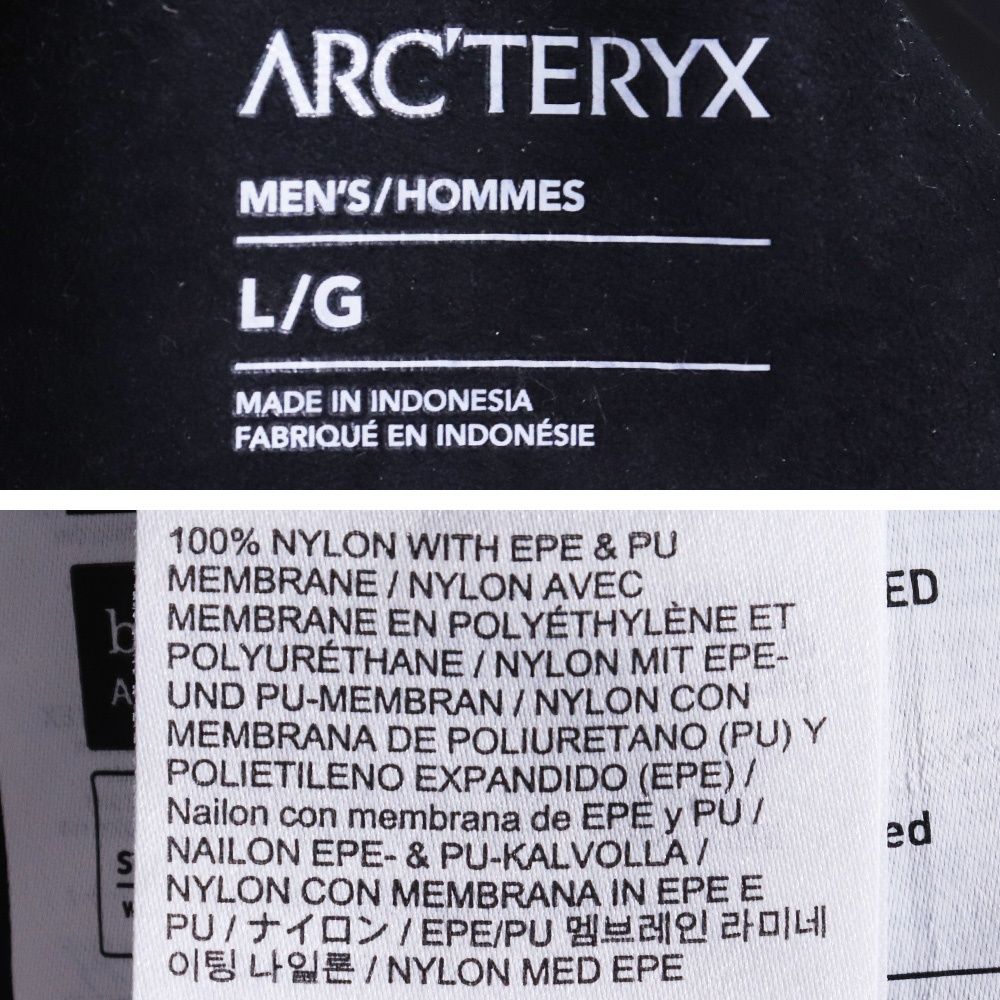 ARC'TERYX
MEN'S/HOMMES
L/G
MADE IN INDONESIA
FABRIQUÉ EN INDONÉSIE
100% NYLON WITH EPE & PU
MEMBRANE / NYLON AVEC
MEMBRANE EN POLYÉTHYLÈNE ET
POLYURÉTHANE / NYLON MIT EPE-
UND PU-MEMBRAN / NYLON CON
MEMBRANA DE POLIURETANO (PU) Y
POLIETILENO EXPANDIDO (EPE) /
Nailon con membrana de EPE y PU /
NAILON EPE- & PU-KALVOLLA /
NYLON CON MEMBRANA IN EPE E
PU / ナイロン / EPE/PU 멤브레인 라미네
이팅 나일론 / NYLON MED EPE